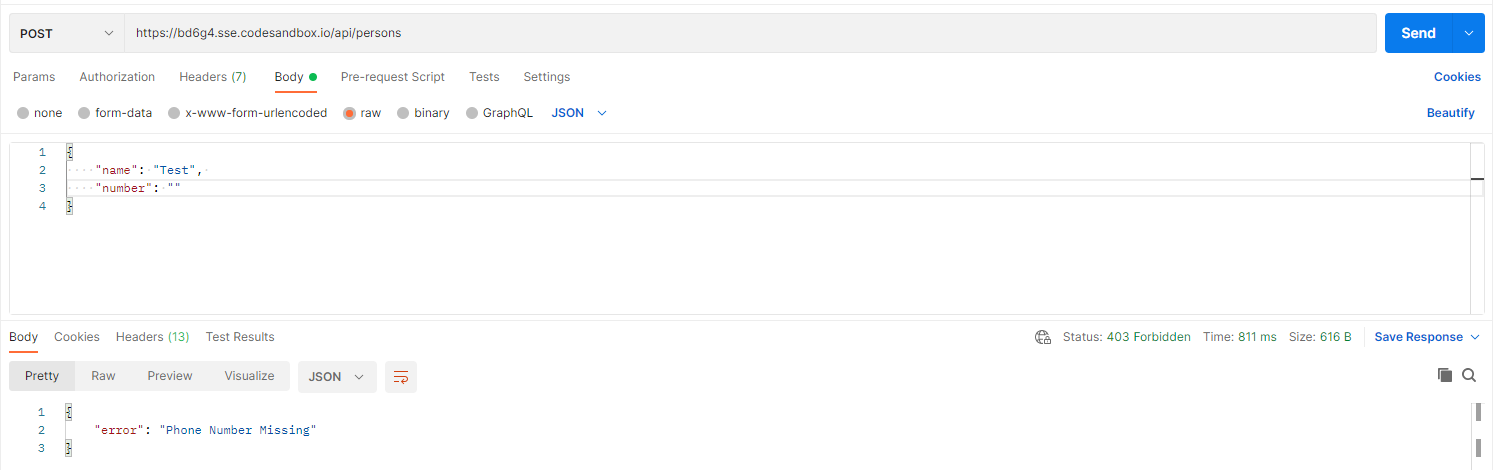 POST https://bd6g4.sse.codesandbox.io/api/persons Send
Params Authorization Headers (7) Body Pre-request Script Tests Settings Cookies
none form-data x-www-form-urlencoded raw binary GraphQL JSON Beautify
1 {
2 "name": "Test",
3 "number": ""
4 }
Body Cookies Headers (13) Test Results Status: 403 Forbidden Time: 811 ms Size: 616 B Save Response
Pretty Raw Preview Visualize JSON
1 {
2 "error": "Phone Number Missing"
3 }